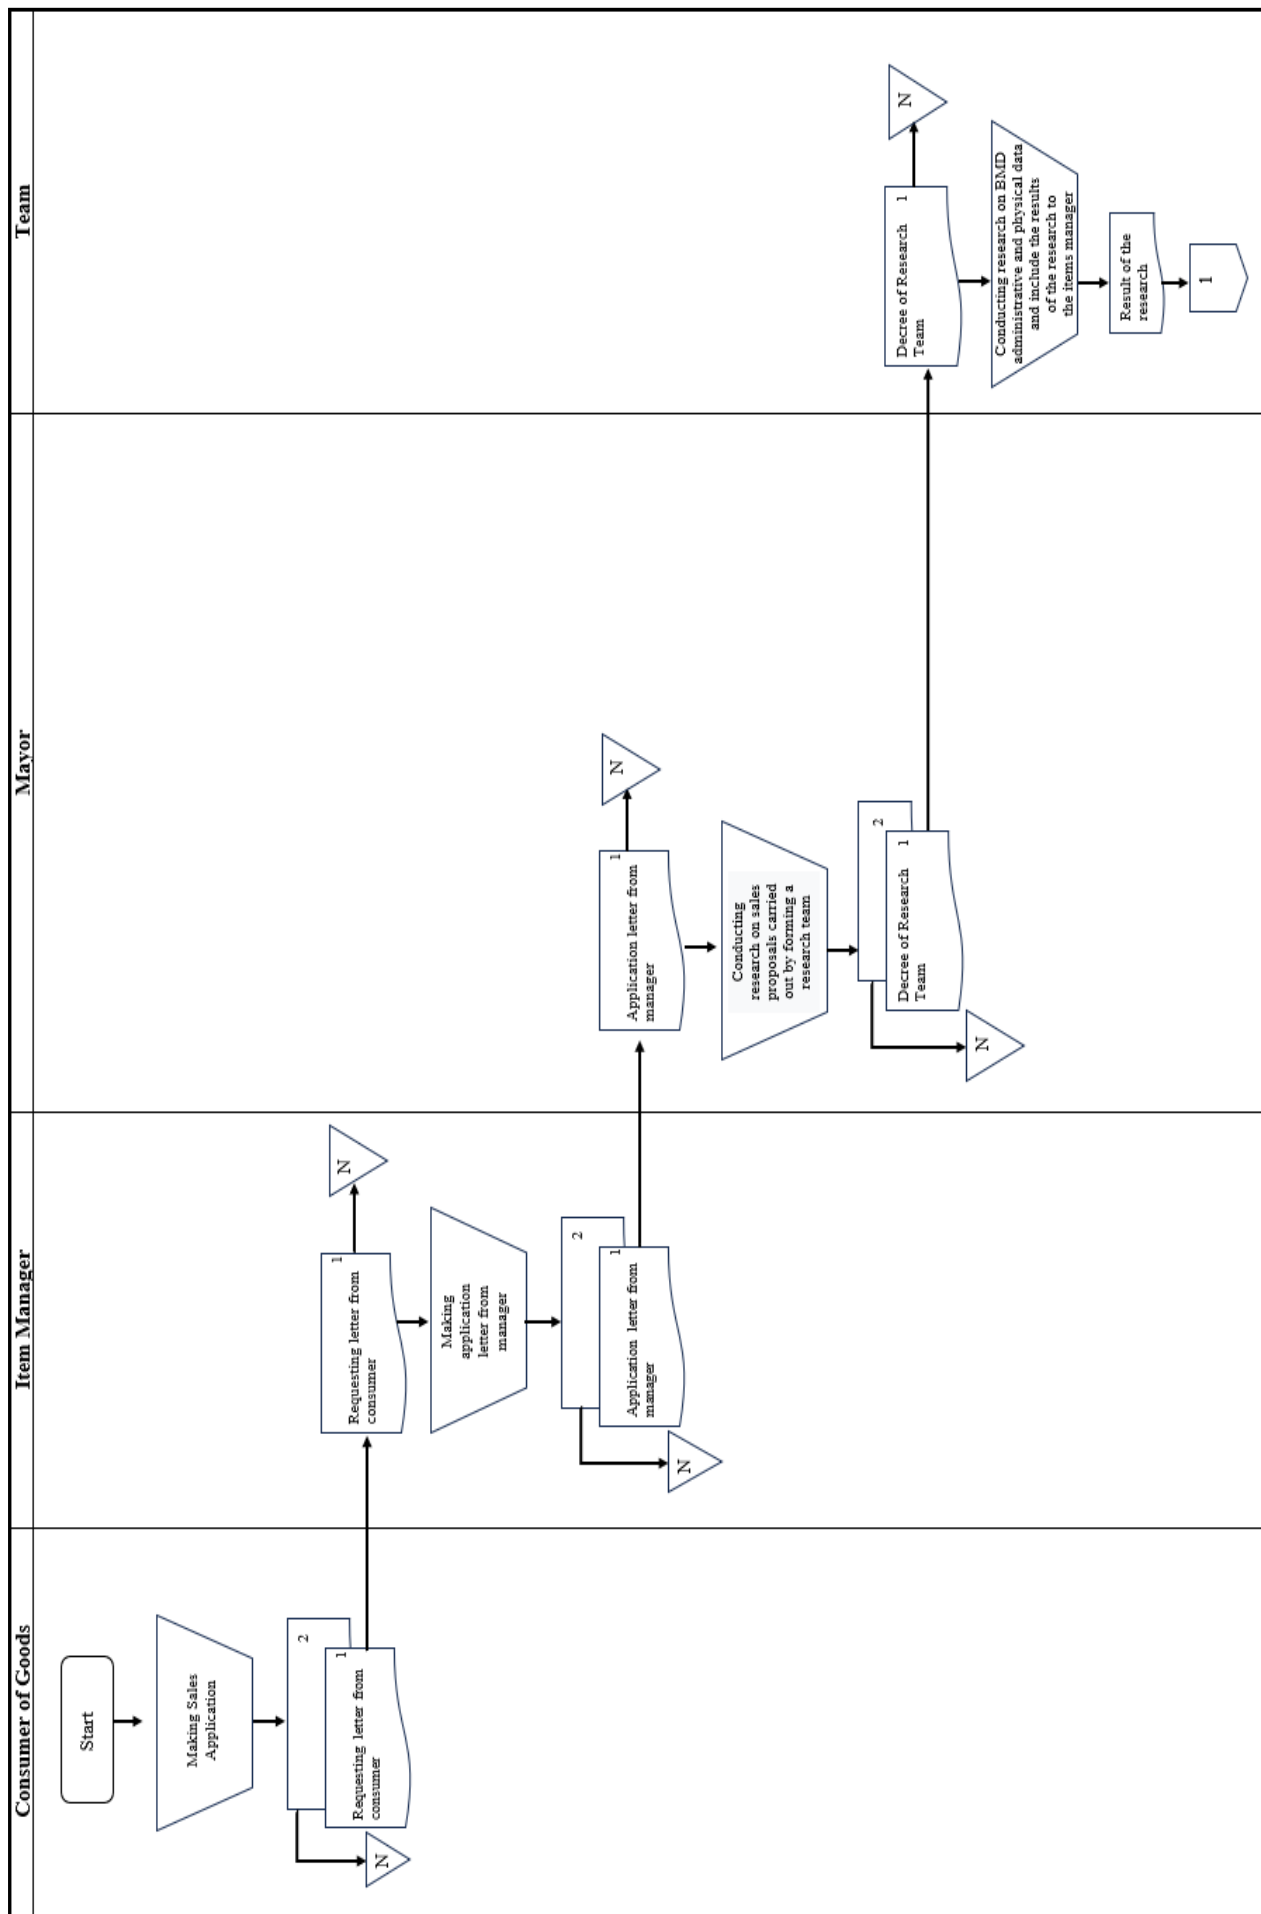 Consumer of Goods
Item Manager
Mayor
Team
Start
Making Sales
Application
2
1
Requesting letter from
consumer
N
1
Requesting letter from
consumer
N
Making
application
letter from
manager
2
1
Application letter from
manager
N
1
Application letter from
manager
N
Conducting
research on sales
proposals carried
out by forming a
research team
2
1
Decree of Research
Team
N
1
Decree of Research
Team
N
Conducting research on BMD
administrative and physical data
and include the results
of the research to
the items manager
Result of the
research
1